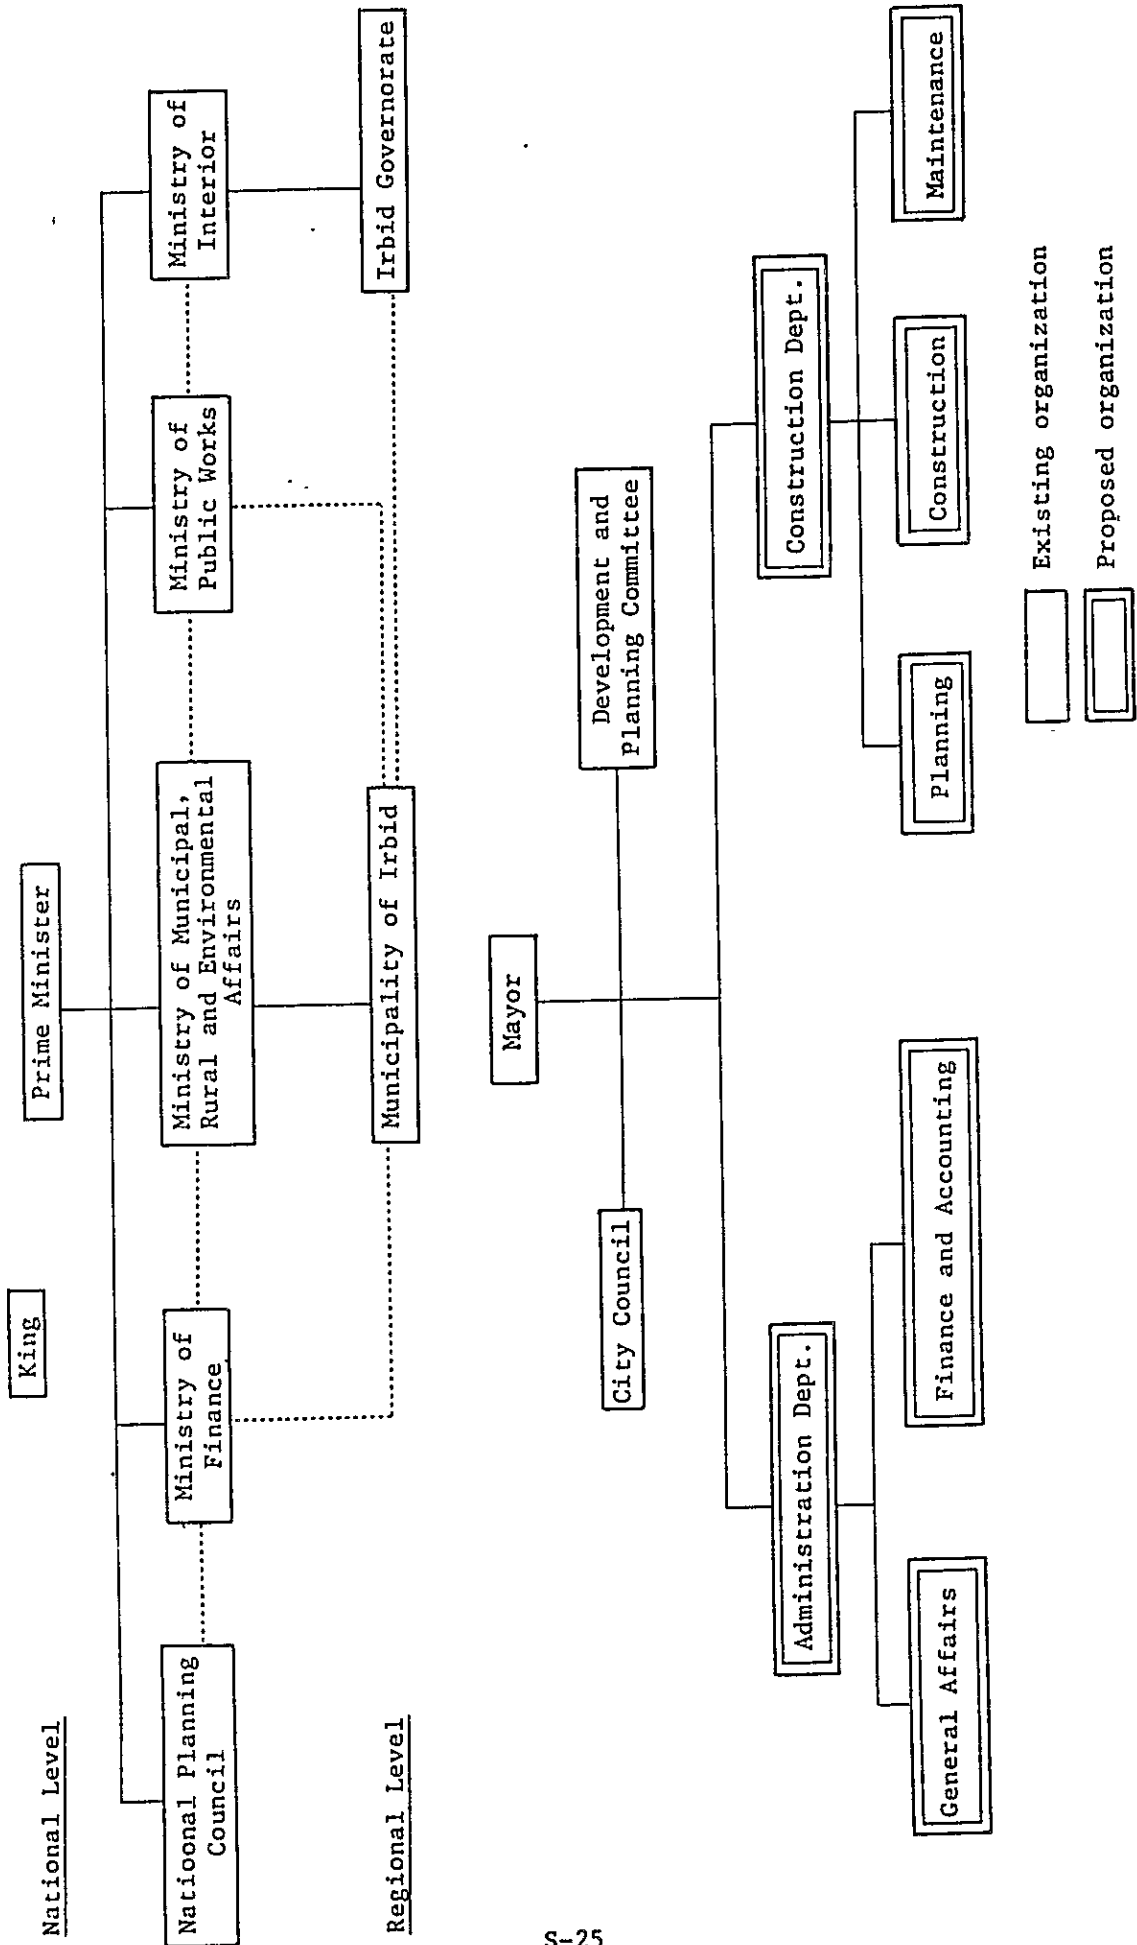 King
Prime Minister
National Level
Natioonal Planning
Council
Ministry of
Finance
Ministry of Municipal,
Rural and Environmental
Affairs
Ministry of
Public Works
Ministry of
Interior
Regional Level
Municipality of Irbid
Irbid Governorate
Mayor
City Council
Development and
Planning Committee
Administration Dept.
Construction Dept.
General Affairs
Finance and Accounting
Planning
Construction
Maintenance
Existing organization
Proposed organization
S-25